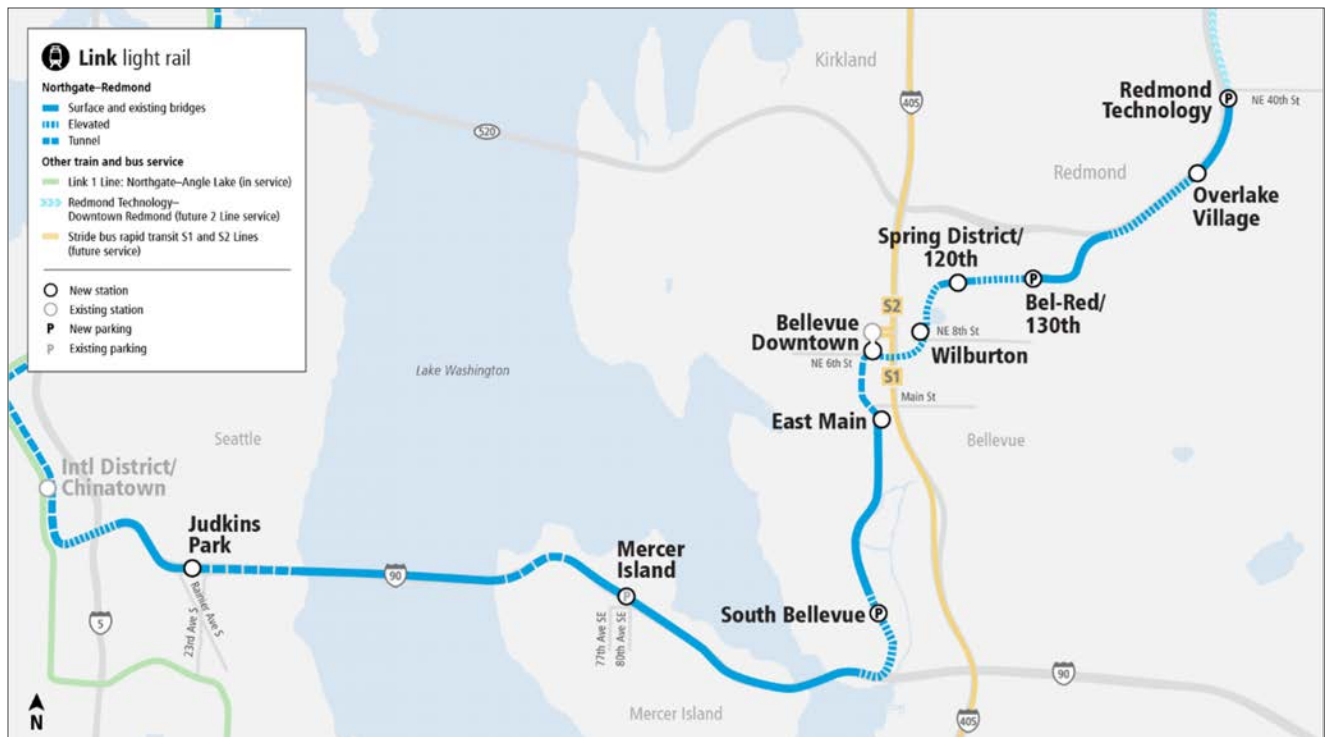 Link light rail
Northgate–Redmond
Surface and existing bridges
Elevated
Tunnel
Other train and bus service
Link 1 Line: Northgate–Angle Lake (in service)
Redmond Technology–
Downtown Redmond (future 2 Line service)
Stride bus rapid transit S1 and S2 Lines
(future service)
New station
Existing station
P New parking
P Existing parking
Kirkland
405
520
Redmond
Technology
P
NE 40th St
Redmond
Overlake
Village
Spring District/
120th
P
Bel-Red/
130th
S2
Bellevue
Downtown
NE 8th St
Wilburton
NE 6th St
S1
Main St
Lake Washington
East Main
Bellevue
Seattle
Intl District/
Chinatown
Judkins
Park
90
Mercer
Island
P
South Bellevue
P
5
23rd Ave S
Rainier Ave S
77th Ave SE
80th Ave SE
90
Mercer Island
405
N